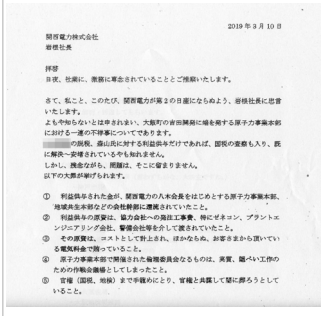 2019年3月10日
関西電力株式会社
岩根社長
拝啓
日夜、社業に、激務に専念されていることとご推察いたします。
さて、私こと、このたび、関西電力が第2の日産にならぬよう、岩根社長に忠言
いたします。
よもや知らないとは申されまい、大飯町の吉田開発に端を発する原子力事業本部
における一連の不祥事についてであります。
の脱税、森山氏に対する利益供与だけであれば、国税の査察も入り、既
に解決～安堵されているやも知れません。
しかし、残念ながら、問題は、そこに留まりません。
以下の大罪が挙げられます。
① 利益供与された金が、関西電力の八木会長をはじめとする原子力事業本部、
地域共生本部などの会社幹部に還流されていたこと。
② 利益供与の原資は、協力会社への発注工事費、特にゼネコン、プラントエ
ンジニアリング会社、警備会社等を介して渡されていたこと。
③ その原資は、コストとして計上され、ほかならぬ、お客さまから頂いてい
る電気料金で賄っていること。
④ 原子力事業本部で開催された倫理委員会なるものは、実質、隠ぺい工作の
ための作戦会議場としてしまったこと。
⑤ 官権（国税、地検）まで手籠めにとり、官権と共謀して闇に葬ろうとして
いること。